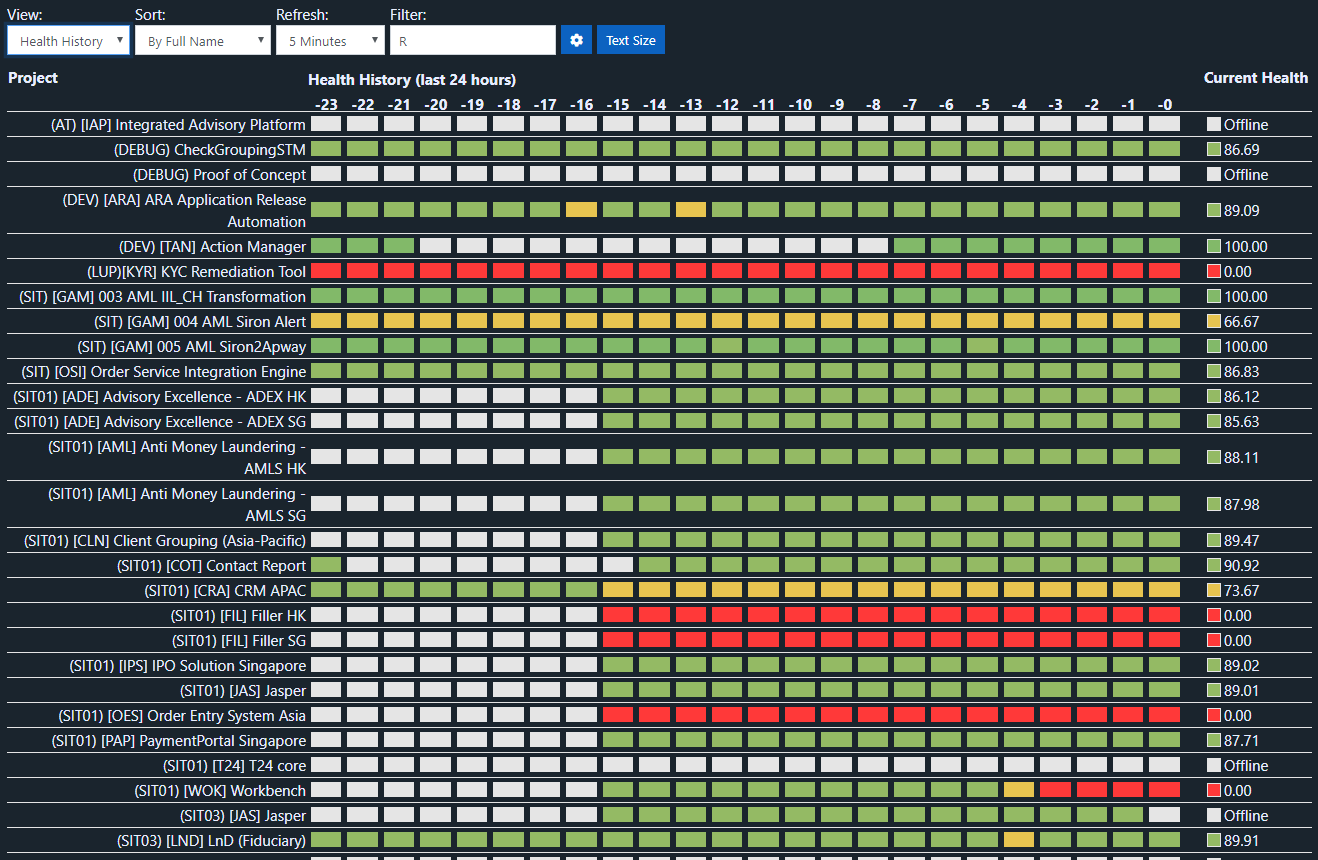 View: Sort: Refresh: Filter:
Health History By Full Name 5 Minutes R Text Size
Project Health History (last 24 hours) Current Health
-23 -22 -21 -20 -19 -18 -17 -16 -15 -14 -13 -12 -11 -10 -9 -8 -7 -6 -5 -4 -3 -2 -1 -0
(AT) [IAP] Integrated Advisory Platform Offline
(DEBUG) CheckGroupingSTM 86.69
(DEBUG) Proof of Concept Offline
(DEV) [ARA] ARA Application Release
Automation 89.09
(DEV) [TAN] Action Manager 100.00
(LUP)[KYR] KYC Remediation Tool 0.00
(SIT) [GAM] 003 AML IIL_CH Transformation 100.00
(SIT) [GAM] 004 AML Siron Alert 66.67
(SIT) [GAM] 005 AML Siron2Apway 100.00
(SIT) [OSI] Order Service Integration Engine 86.83
(SIT01) [ADE] Advisory Excellence - ADEX HK 86.12
(SIT01) [ADE] Advisory Excellence - ADEX SG 85.63
(SIT01) [AML] Anti Money Laundering -
AMLS HK 88.11
(SIT01) [AML] Anti Money Laundering -
AMLS SG 87.98
(SIT01) [CLN] Client Grouping (Asia-Pacific) 89.47
(SIT01) [COT] Contact Report 90.92
(SIT01) [CRA] CRM APAC 73.67
(SIT01) [FIL] Filler HK 0.00
(SIT01) [FIL] Filler SG 0.00
(SIT01) [IPS] IPO Solution Singapore 89.02
(SIT01) [JAS] Jasper 89.01
(SIT01) [OES] Order Entry System Asia 0.00
(SIT01) [PAP] PaymentPortal Singapore 87.71
(SIT01) [T24] T24 core Offline
(SIT01) [WOK] Workbench 0.00
(SIT03) [JAS] Jasper Offline
(SIT03) [LND] LnD (Fiduciary) 89.91